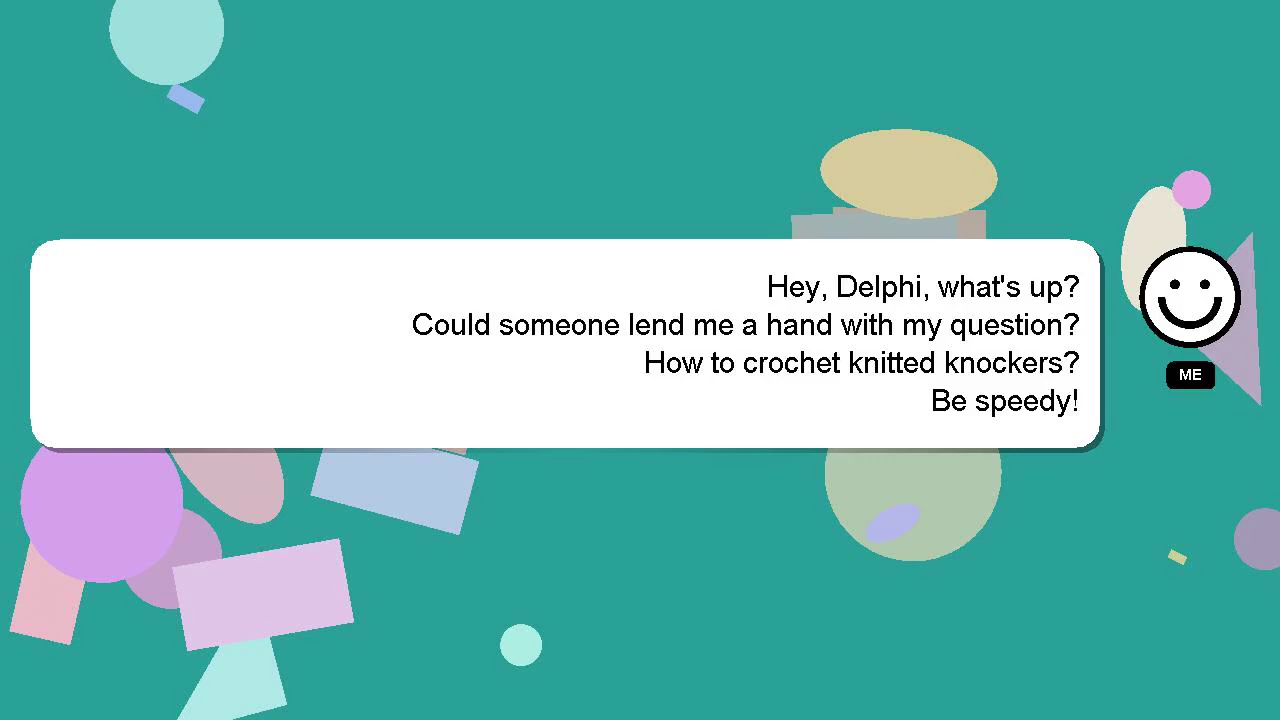 Hey, Delphi, what's up?
Could someone lend me a hand with my question?
How to crochet knitted knockers?
Be speedy!
ME